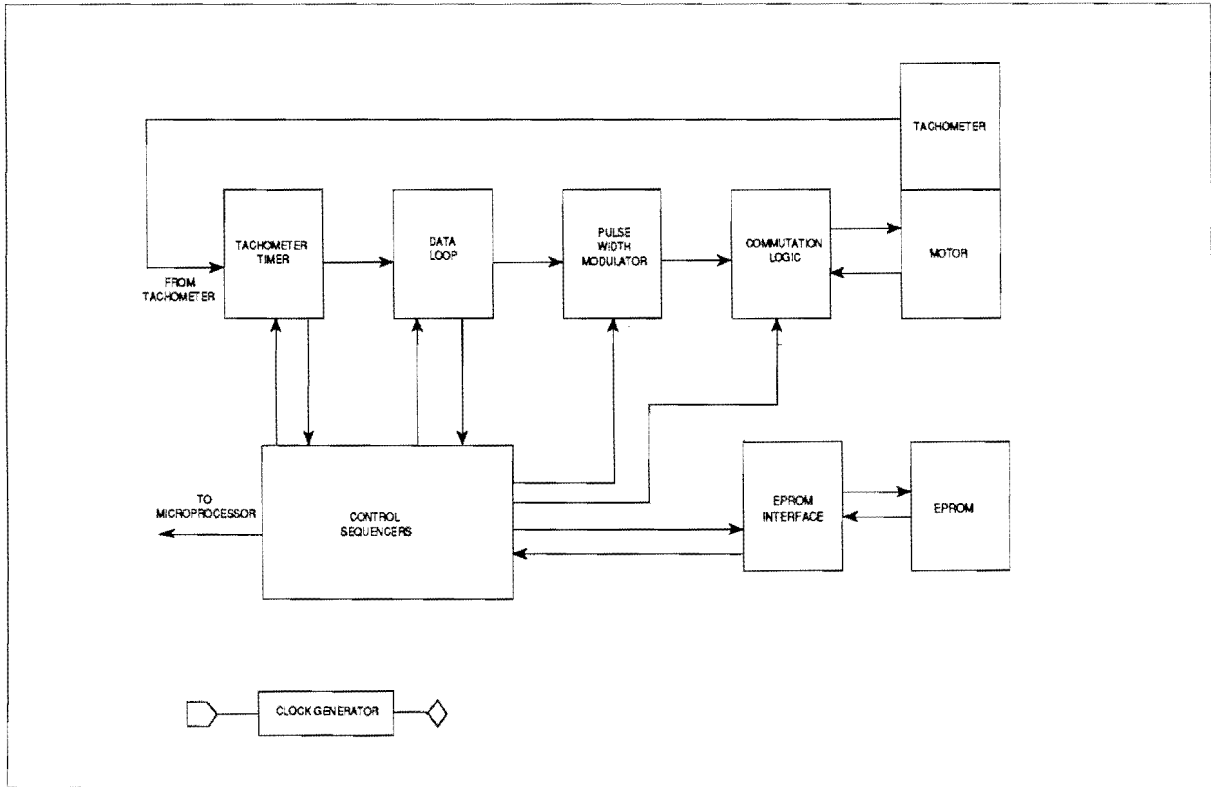 TACHOMETER
TACHOMETER
TIMER
DATA
LOOP
PULSE
WIDTH
MODULATOR
COMMUTATION
LOGIC
MOTOR
FROM
TACHOMETER
TO
MICROPROCESSOR
CONTROL
SEQUENCERS
EPROM
INTERFACE
EPROM
CLOCK GENERATOR